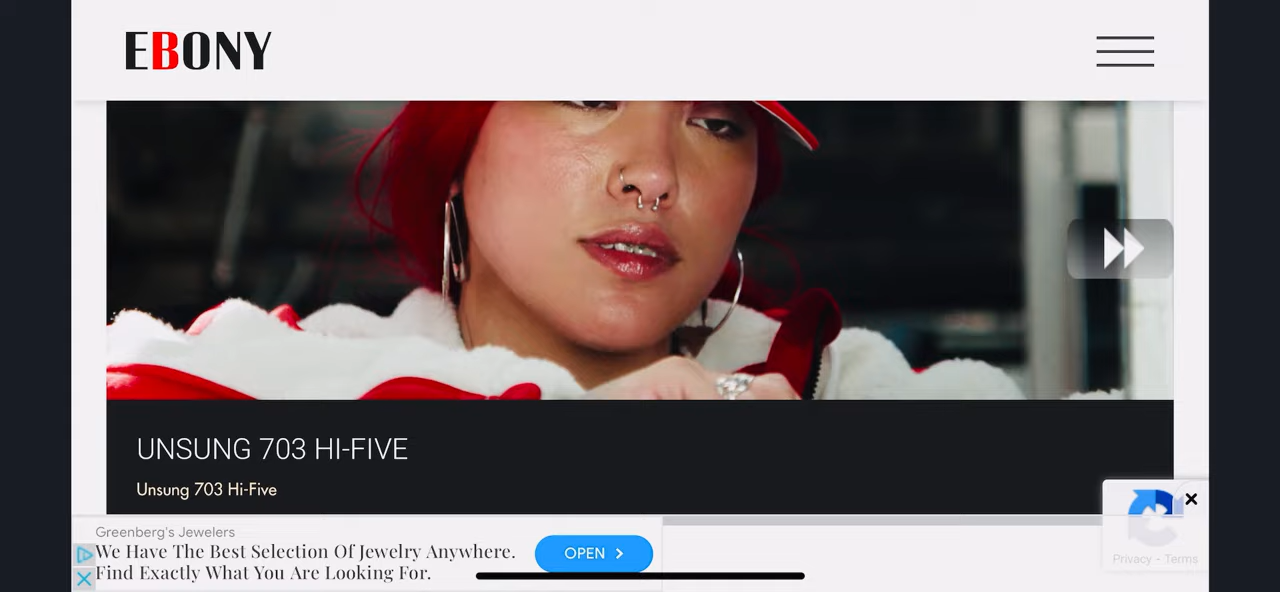 EBONY
UNSUNG 703 HI-FIVE
Unsung 703 Hi-Five
Greenberg's Jewelers
We Have The Best Selection Of Jewelry Anywhere.
Find Exactly What You Are Looking For.
OPEN
Privacy - Terms